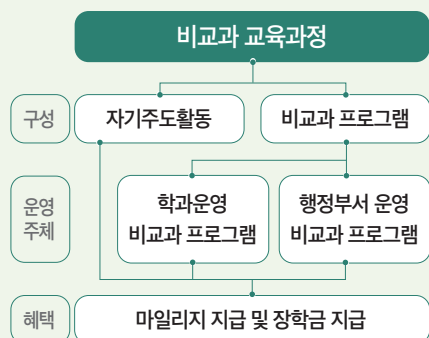 비교과 교육과정
구성
자기주도활동
비교과 프로그램
운영
주체
학과운영
비교과 프로그램
행정부서 운영
비교과 프로그램
혜택
마일리지 지급 및 장학금 지급